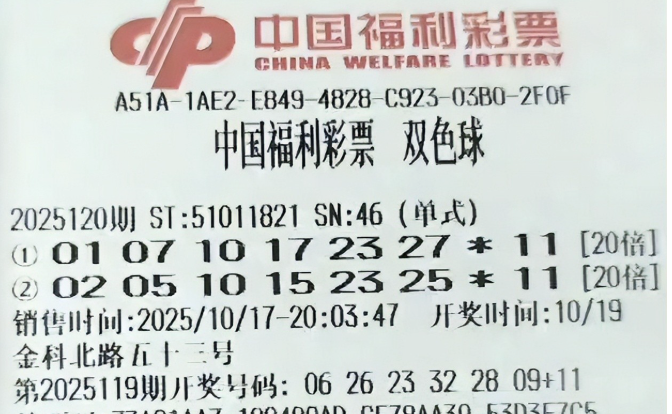 中国福利彩票
CHINA WELFARE LOTTERY
A51A-1AE2-E849-4828-C923-03B0-2F0F
中国福利彩票 双色球
2025120期 ST:51011821 SN:46 (单式)
① 01 07 10 17 23 27 * 11 [20倍]
② 02 05 10 15 23 25 * 11 [20倍]
销售时间:2025/10/17-20:03:47 开奖时间:10/19
金科北路五十三号
第2025119期开奖号码: 06 26 23 32 28 09+11